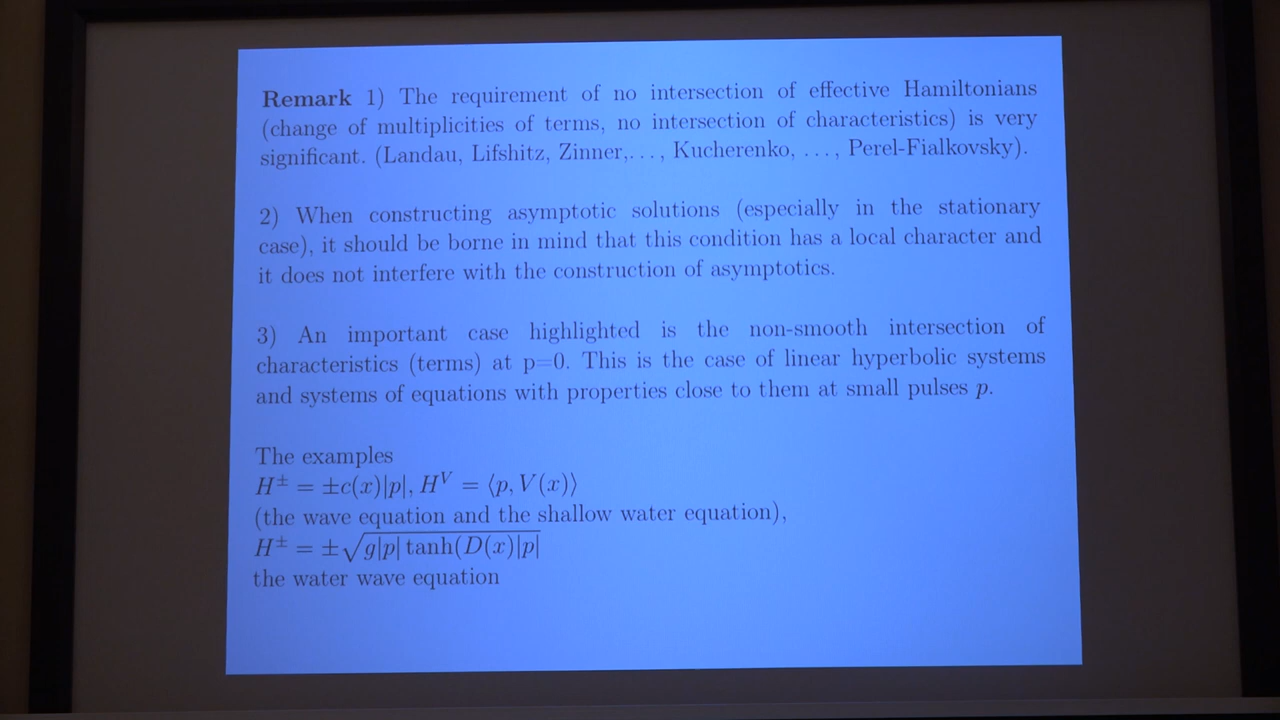 Remark 1) The requirement of no intersection of effective Hamiltonians
(change of multiplicities of terms, no intersection of characteristics) is very
significant. (Landau, Lifshitz, Zinner,..., Kucherenko, ..., Perel-Fialkovsky).
2) When constructing asymptotic solutions (especially in the stationary
case), it should be borne in mind that this condition has a local character and
it does not interfere with the construction of asymptotics.
3) An important case highlighted is the non-smooth intersection of
characteristics (terms) at p=0. This is the case of linear hyperbolic systems
and systems of equations with properties close to them at small pulses p.
The examples
H± = ±c(x)|p|, Hⱽ = ⟨p, V(x)⟩
(the wave equation and the shallow water equation),
H± = ±√g|p| tanh(D(x)|p|
the water wave equation